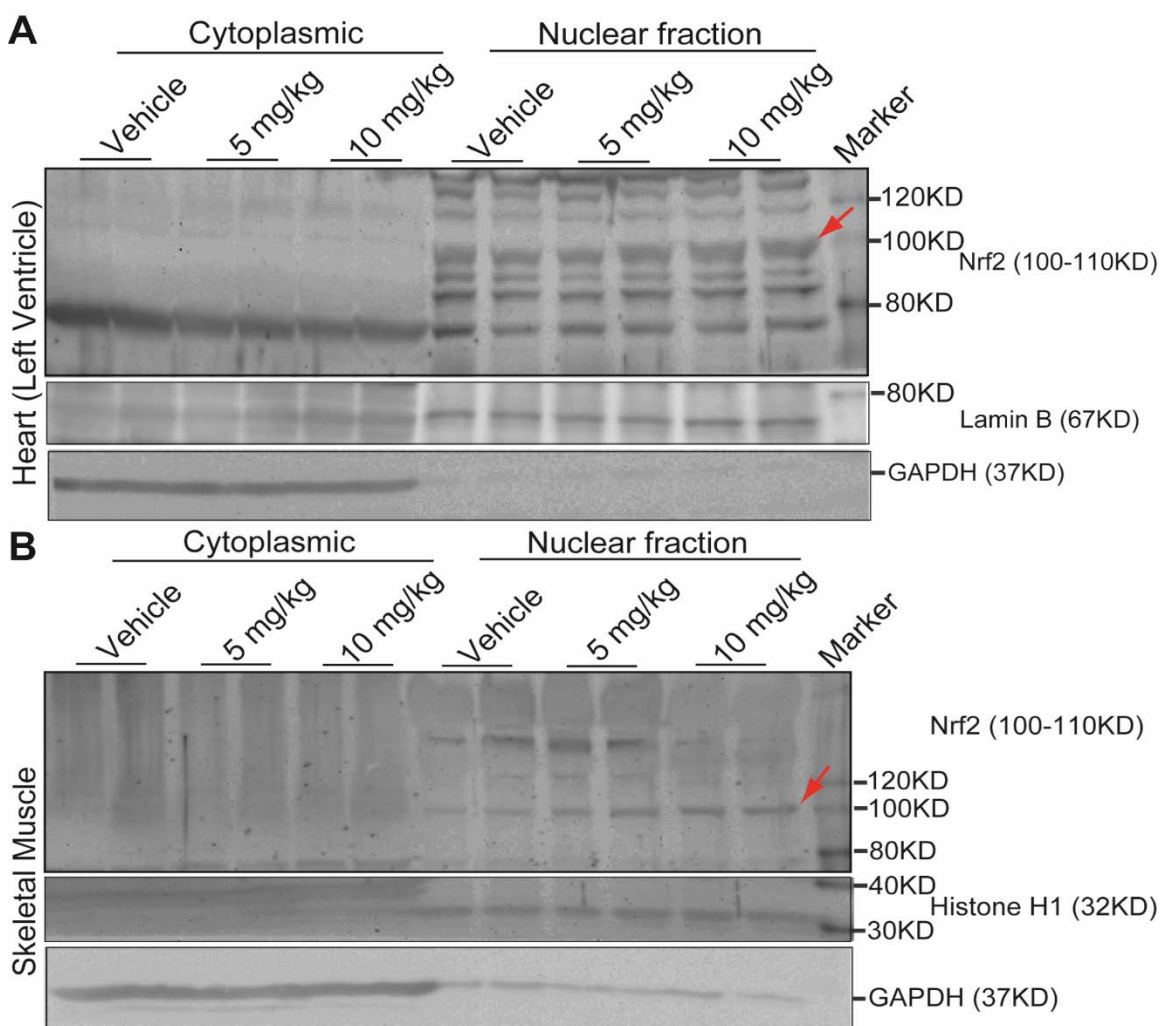 A
Cytoplasmic
Nuclear fraction
Vehicle
5 mg/kg
10 mg/kg
Vehicle
5 mg/kg
10 mg/kg
Marker
Heart (Left Ventricle)
120KD
100KD
Nrf2 (100-110KD)
80KD
80KD
Lamin B (67KD)
GAPDH (37KD)
B
Cytoplasmic
Nuclear fraction
Vehicle
5 mg/kg
10 mg/kg
Vehicle
5 mg/kg
10 mg/kg
Marker
Skeletal Muscle
Nrf2 (100-110KD)
120KD
100KD
80KD
40KD
Histone H1 (32KD)
30KD
GAPDH (37KD)